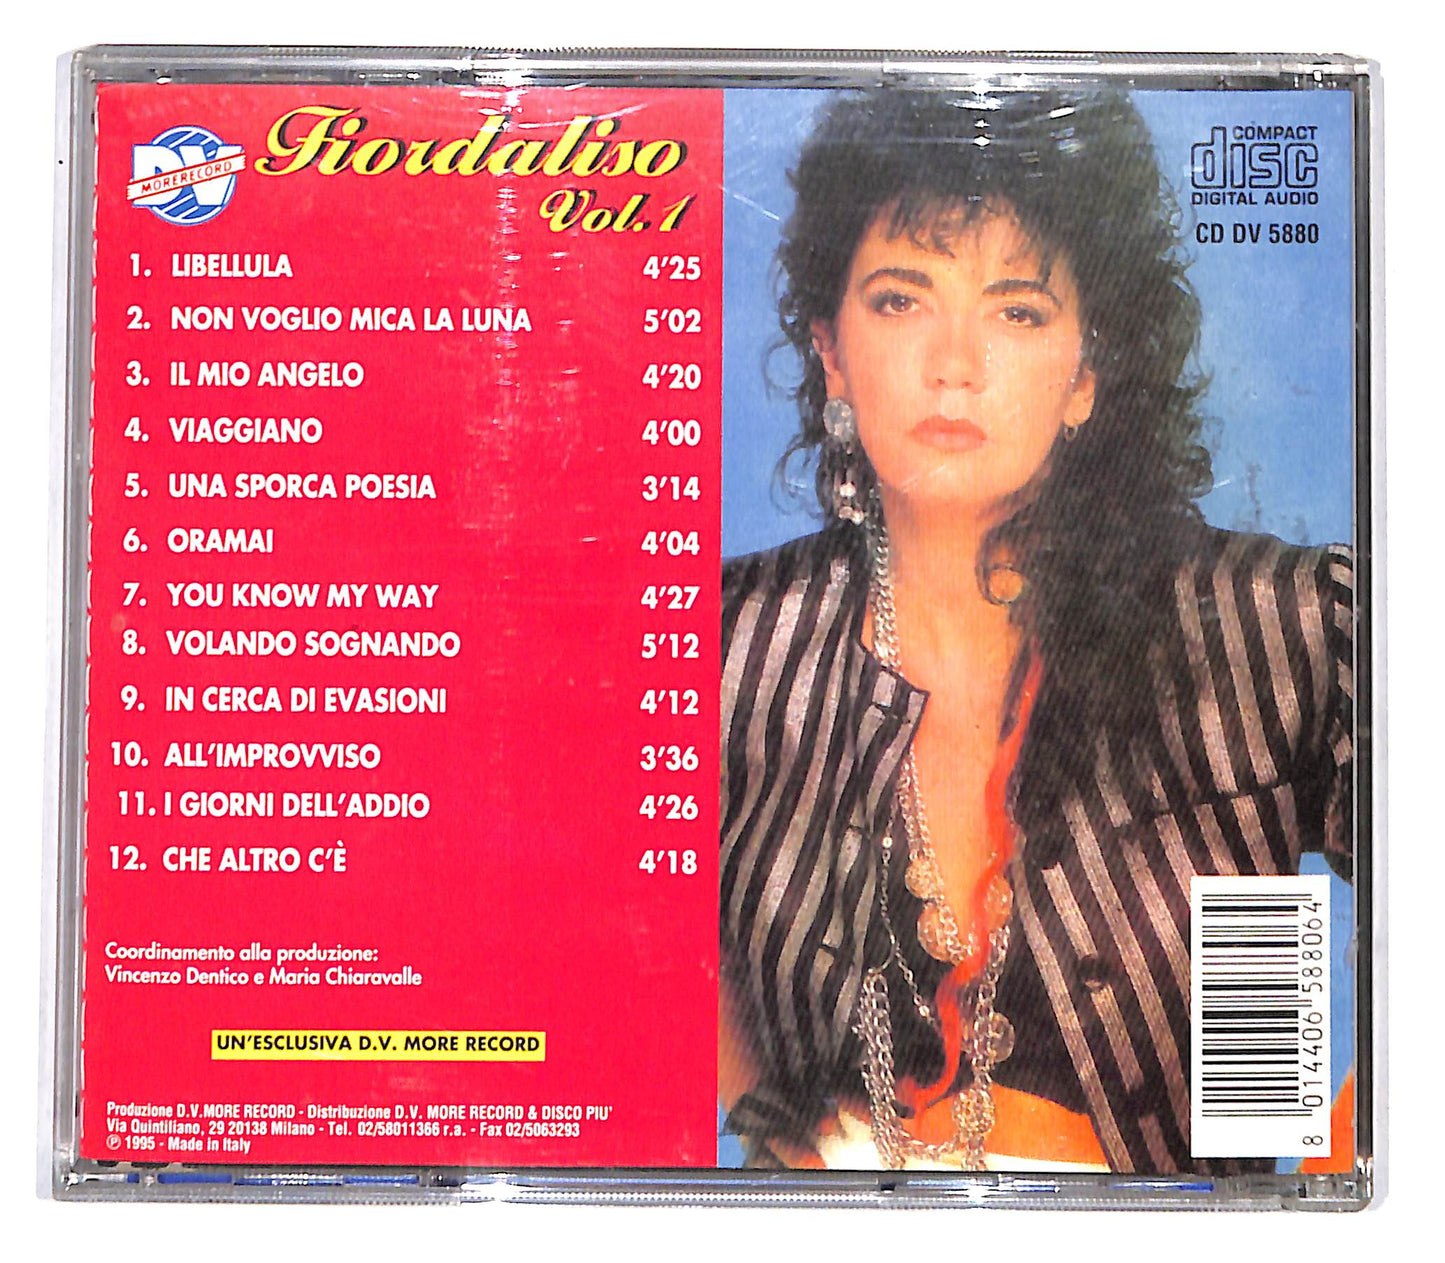 DV
MORERECORD
Fiordaliso
Vol. 1
1. LIBELLULA 4'25
2. NON VOGLIO MICA LA LUNA 5'02
3. IL MIO ANGELO 4'20
4. VIAGGIANO 4'00
5. UNA SPORCA POESIA 3'14
6. ORAMAI 4'04
7. YOU KNOW MY WAY 4'27
8. VOLANDO SOGNANDO 5'12
9. IN CERCA DI EVASIONI 4'12
10. ALL'IMPROVVISO 3'36
11. I GIORNI DELL'ADDIO 4'26
12. CHE ALTRO C'È 4'18
Coordinamento alla produzione:
Vincenzo Dentico e Maria Chiaravalle
UN'ESCLUSIVA D.V. MORE RECORD
Produzione D.V.MORE RECORD - Distribuzione D.V. MORE RECORD & DISCO PIU'
Via Quintiliano, 29 20138 Milano - Tel. 02/58011366 r.a. - Fax 02/5063293
℗ 1995 - Made in Italy
COMPACT
disc
DIGITAL AUDIO
CD DV 5880
8 014406 588064